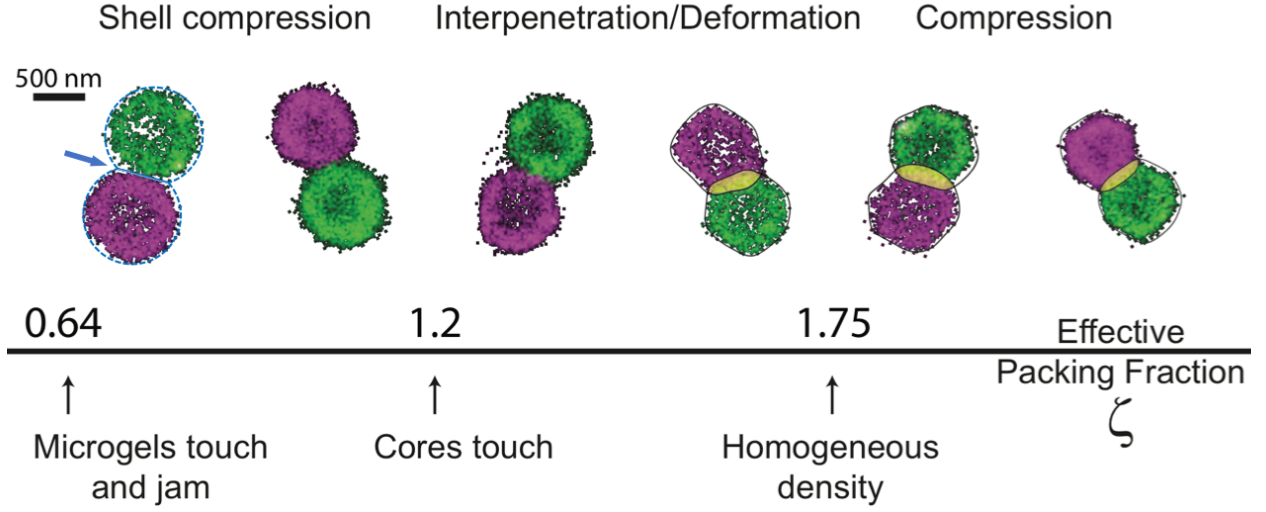 Shell compression
Interpenetration/Deformation
Compression
500 nm
0.64
1.2
1.75
Effective
Packing Fraction
ζ
Microgels touch
and jam
Cores touch
Homogeneous
density